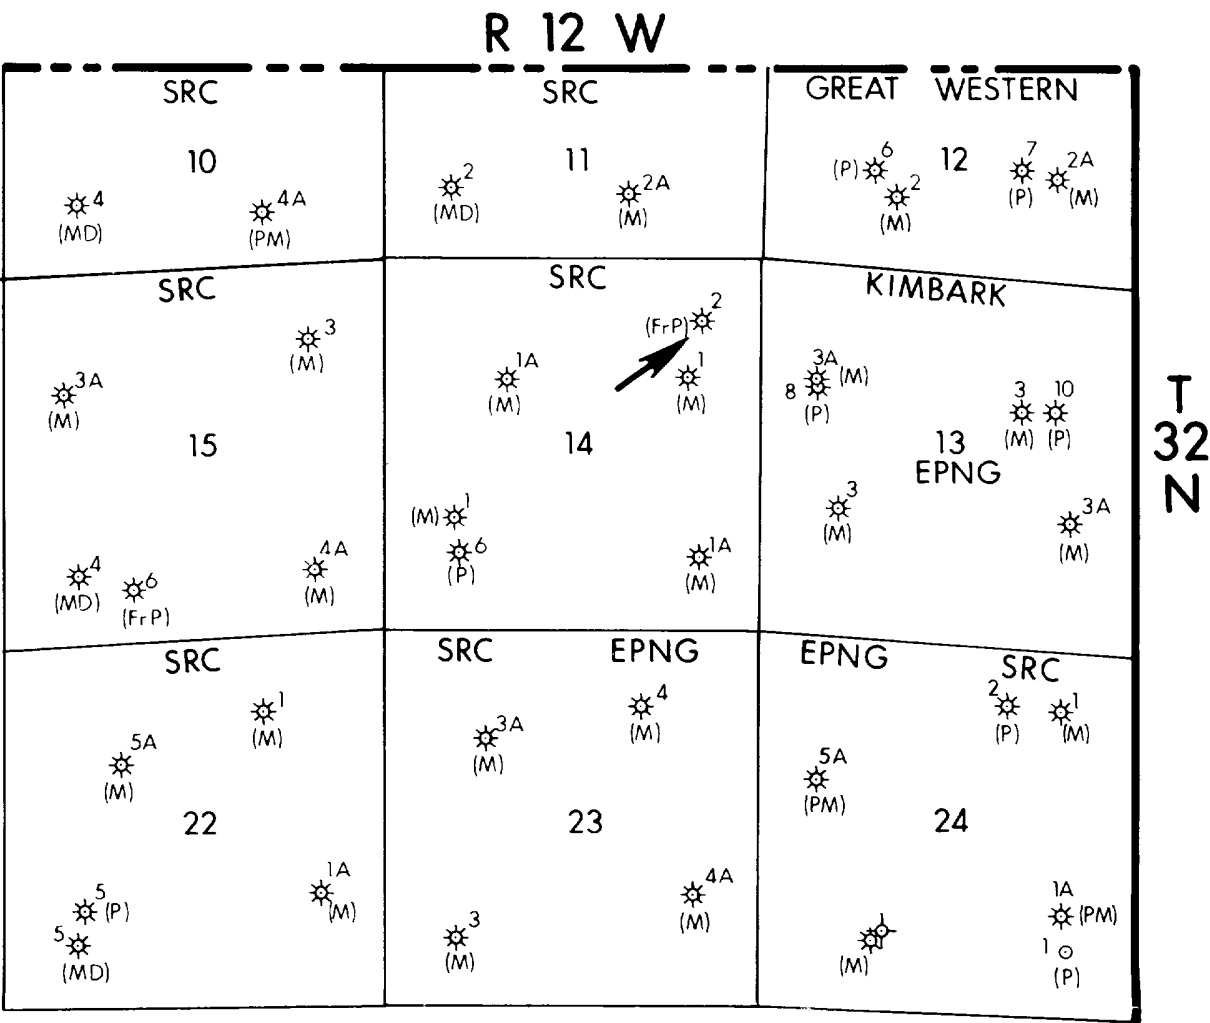 R 12 W
SRC
10
4
(MD)
4A
(PM)
SRC
11
2
(MD)
2A
(M)
GREAT WESTERN
12
(P) 6
2
(M)
7
(P)
2A
(M)
SRC
3
(M)
3A
(M)
15
4
(MD)
6
(FrP)
4A
(M)
SRC
2
(FrP)
1A
(M)
1
(M)
14
(M) 1
6
(P)
1A
(M)
KIMBARK
3A
(M)
8
(P)
3
(M)
10
(P)
13
EPNG
3
(M)
3A
(M)
T
32
N
SRC
1
(M)
5A
(M)
22
1A
(M)
5
(P)
5
(MD)
SRC EPNG
3A
(M)
4
(M)
23
4A
(M)
3
(M)
EPNG
SRC
2
(P)
1
(M)
5A
(PM)
24
1A
(PM)
1
(M)
1
(P)